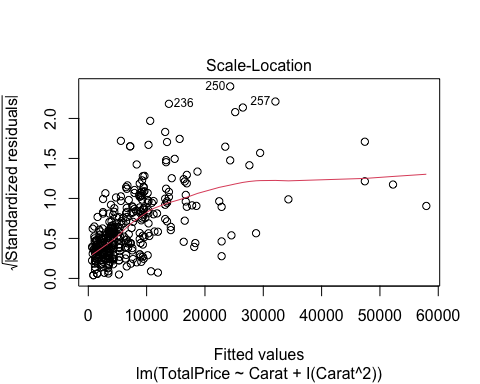 Scale-Location
√|Standardized residuals|
2.0
1.5
1.0
0.5
0.0
250
236
257
0 10000 20000 30000 40000 50000 60000
Fitted values
lm(TotalPrice ~ Carat + I(Carat^2))